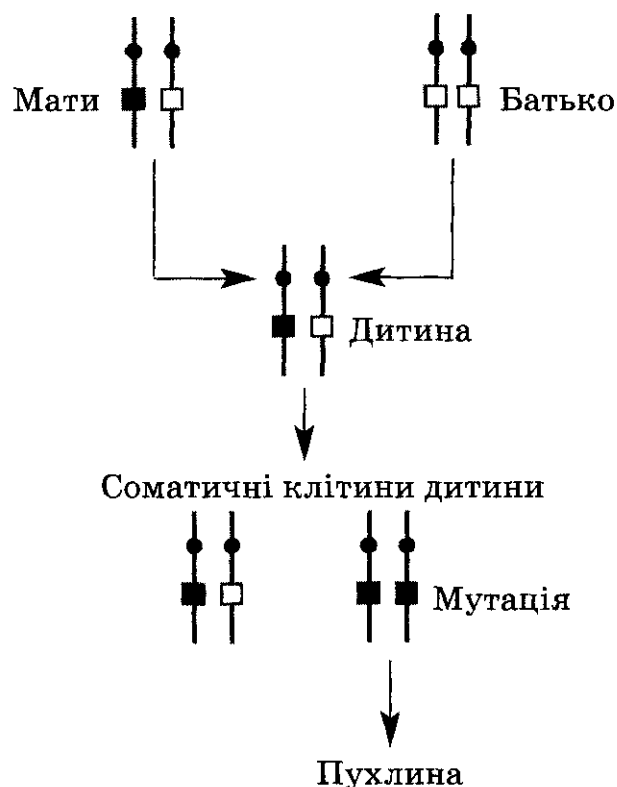 Мати
Батько
Дитина
Соматичні клітини дитини
Мутація
Пухлина